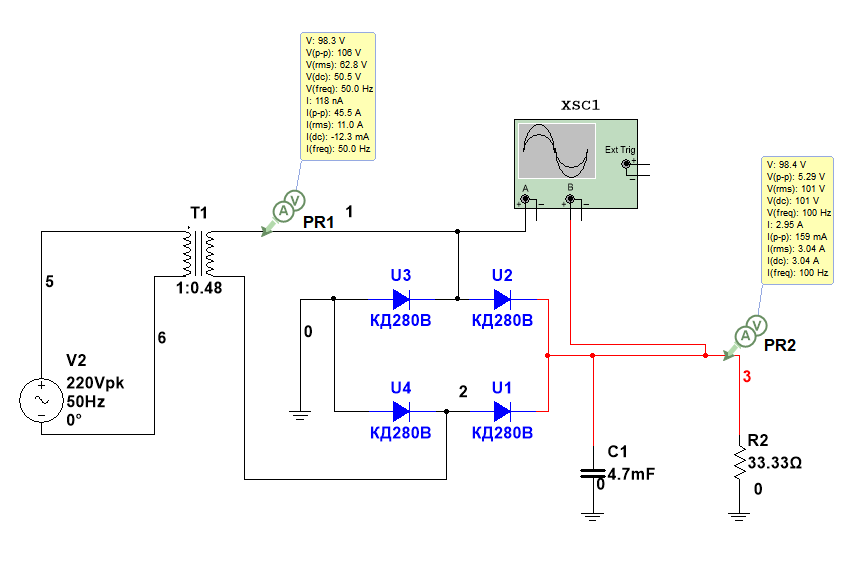 V: 98.3 V
V(p-p): 106 V
V(rms): 62.8 V
V(dc): 50.5 V
V(freq): 50.0 Hz
I: 118 nA
I(p-p): 45.5 A
I(rms): 11.0 A
I(dc): -12.3 mA
I(freq): 50.0 Hz
XSC1
Ext Trig
+
−
A
B
+
−
+
−
V: 98.4 V
V(p-p): 5.29 V
V(rms): 101 V
V(dc): 101 V
V(freq): 100 Hz
I: 2.95 A
I(p-p): 159 mA
I(rms): 3.04 A
I(dc): 3.04 A
I(freq): 100 Hz
A V
PR1
1
T1
1:0.48
5
6
U3
КД280В
U2
КД280В
0
U4
КД280В
2
U1
КД280В
A V
PR2
3
V2
220Vpk
50Hz
0°
+
−
C1
4.7mF
0
R2
33.33Ω
0